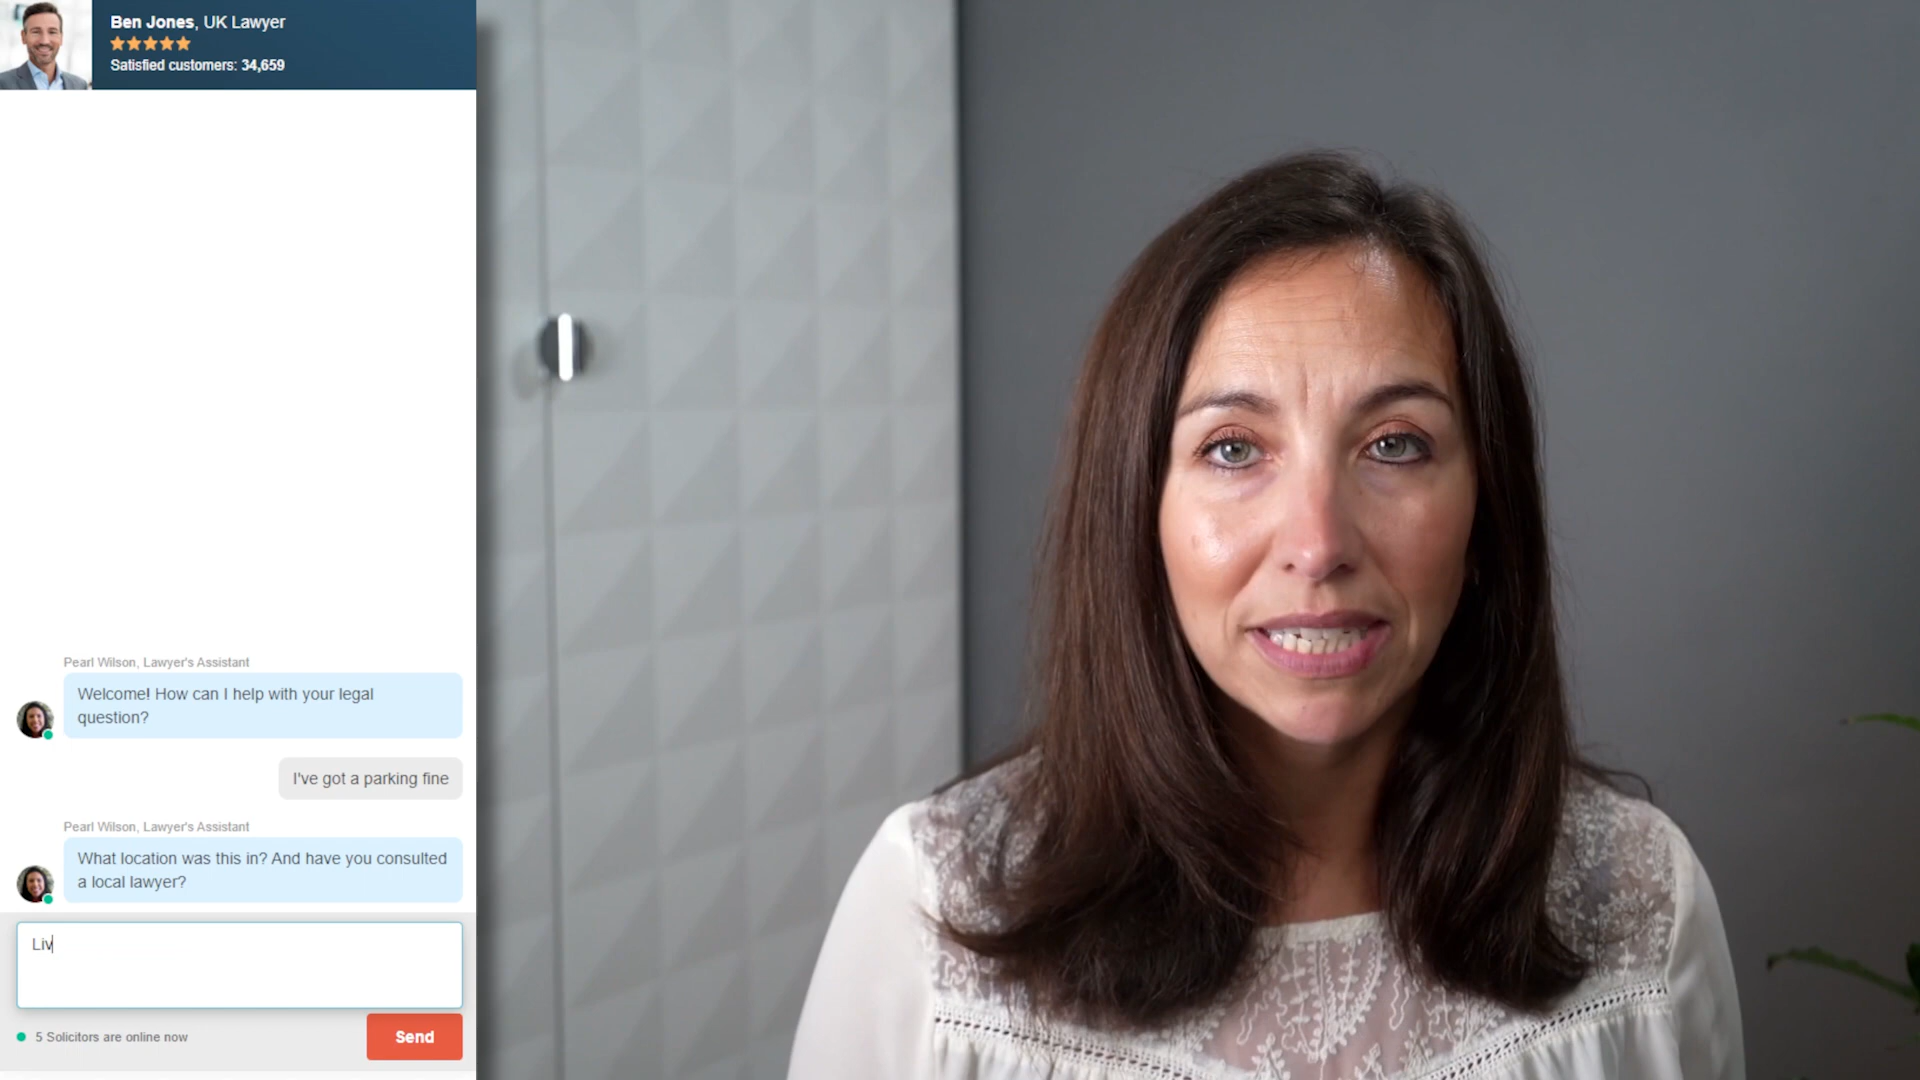 Ben Jones, UK Lawyer
Satisfied customers: 34,659
Pearl Wilson, Lawyer's Assistant
Welcome! How can I help with your legal
question?
I've got a parking fine
Pearl Wilson, Lawyer's Assistant
What location was this in? And have you consulted
a local lawyer?
Liv
5 Solicitors are online now
Send